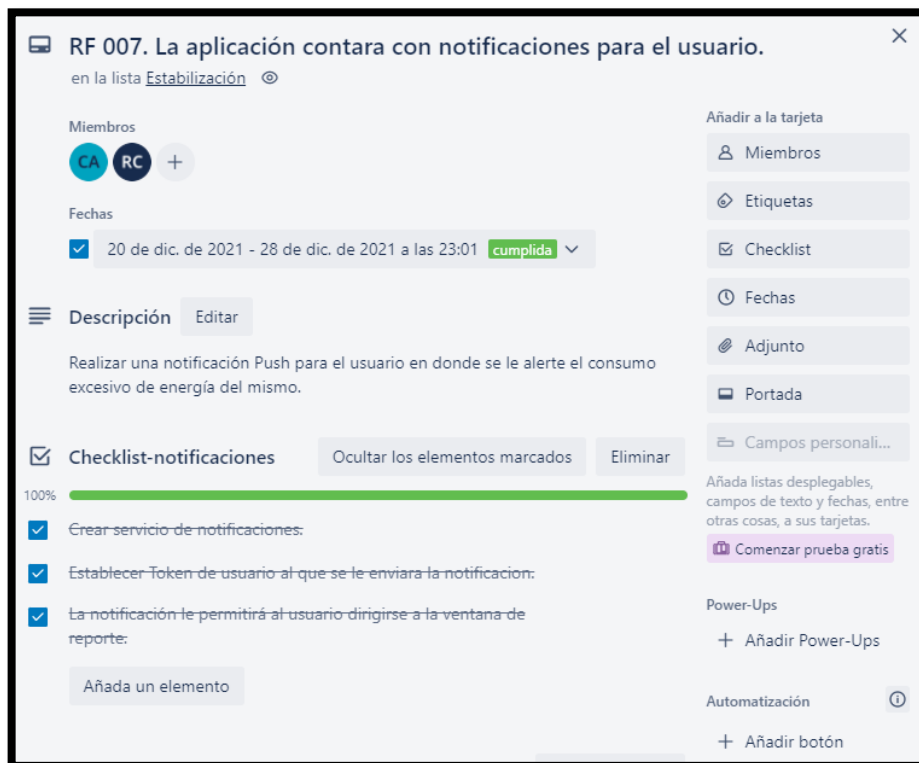 RF 007. La aplicación contara con notificaciones para el usuario.
en la lista Estabilización
Miembros
CA RC +
Fechas
20 de dic. de 2021 - 28 de dic. de 2021 a las 23:01 cumplida
Descripción Editar
Realizar una notificación Push para el usuario en donde se le alerte el consumo
excesivo de energía del mismo.
Checklist-notificaciones Ocultar los elementos marcados Eliminar
100%
Crear servicio de notificaciones.
Establecer Token de usuario al que se le enviara la notificacion.
La notificación le permitirá al usuario dirigirse a la ventana de
reporte.
Añada un elemento
Añadir a la tarjeta
Miembros
Etiquetas
Checklist
Fechas
Adjunto
Portada
Campos personali...
Añada listas desplegables,
campos de texto y fechas, entre
otras cosas, a sus tarjetas.
Comenzar prueba gratis
Power-Ups
+ Añadir Power-Ups
Automatización
+ Añadir botón